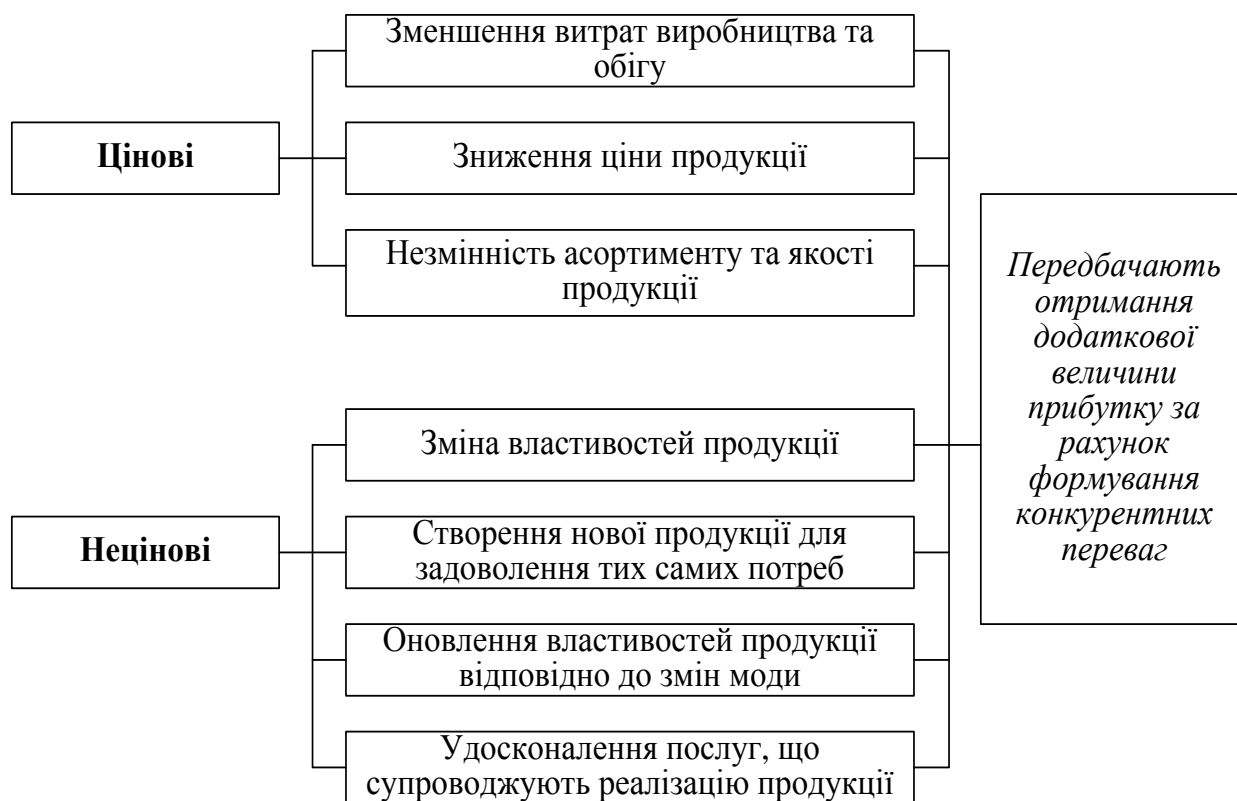 Цінові
Зменшення витрат виробництва та
обігу
Зниження ціни продукції
Незмінність асортименту та якості
продукції
Нецінові
Зміна властивостей продукції
Створення нової продукції для
задоволення тих самих потреб
Оновлення властивостей продукції
відповідно до змін моди
Удосконалення послуг, що
супроводжують реалізацію продукції
Передбачають
отримання
додаткової
величини
прибутку за
рахунок
формування
конкурентних
переваг